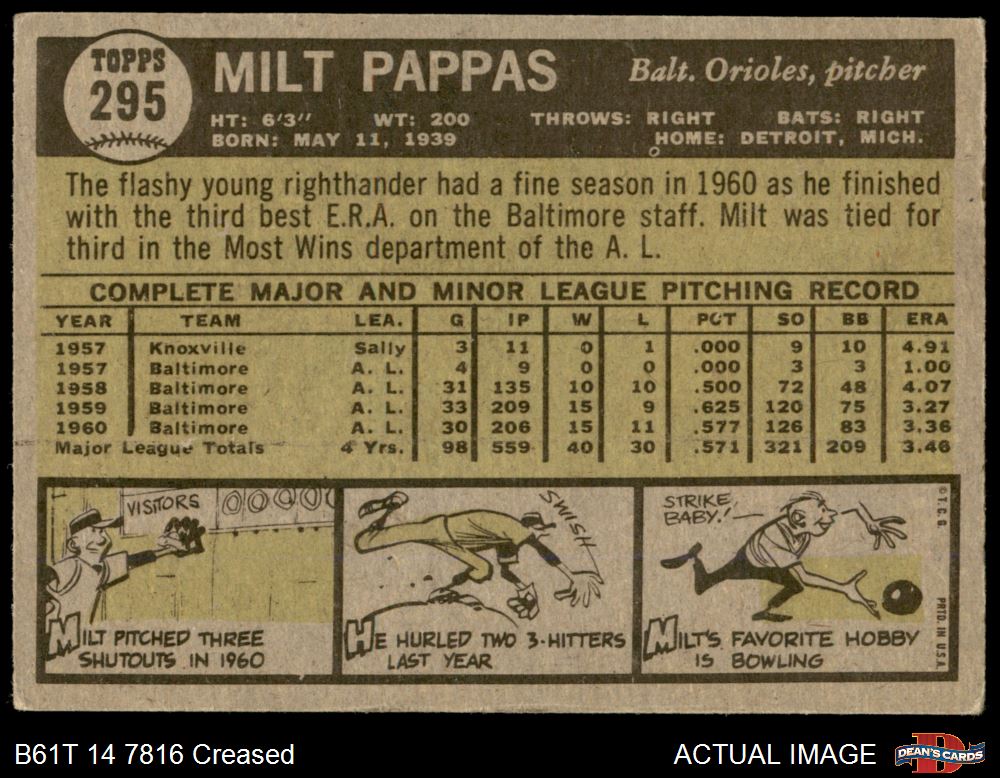 TOPPS
295
MILT PAPPAS
Balt. Orioles, pitcher
HT: 6'3" WT: 200 THROWS: RIGHT BATS: RIGHT
BORN: MAY 11, 1939 HOME: DETROIT, MICH.
The flashy young righthander had a fine season in 1960 as he finished
with the third best E.R.A. on the Baltimore staff. Milt was tied for
third in the Most Wins department of the A. L.
COMPLETE MAJOR AND MINOR LEAGUE PITCHING RECORD
YEAR TEAM LEA. G IP W L PCT SO BB ERA
1957 Knoxville Sally 3 11 0 1 .000 9 10 4.91
1957 Baltimore A. L. 4 9 0 0 .000 3 3 1.00
1958 Baltimore A. L. 31 135 10 10 .500 72 48 4.07
1959 Baltimore A. L. 33 209 15 9 .625 120 75 3.27
1960 Baltimore A. L. 30 206 15 11 .577 126 83 3.36
Major League Totals 4 Yrs. 98 559 40 30 .571 321 209 3.46
VISITORS 0000
MILT PITCHED THREE
SHUTOUTS IN 1960
SWISH
HE HURLED TWO 3-HITTERS
LAST YEAR
STRIKE,
BABY!
MILT'S FAVORITE HOBBY
IS BOWLING
© T.C.G. PRTD. IN U.S.A.
B61T 14 7816 Creased
ACTUAL IMAGE
DEAN'S CARDS